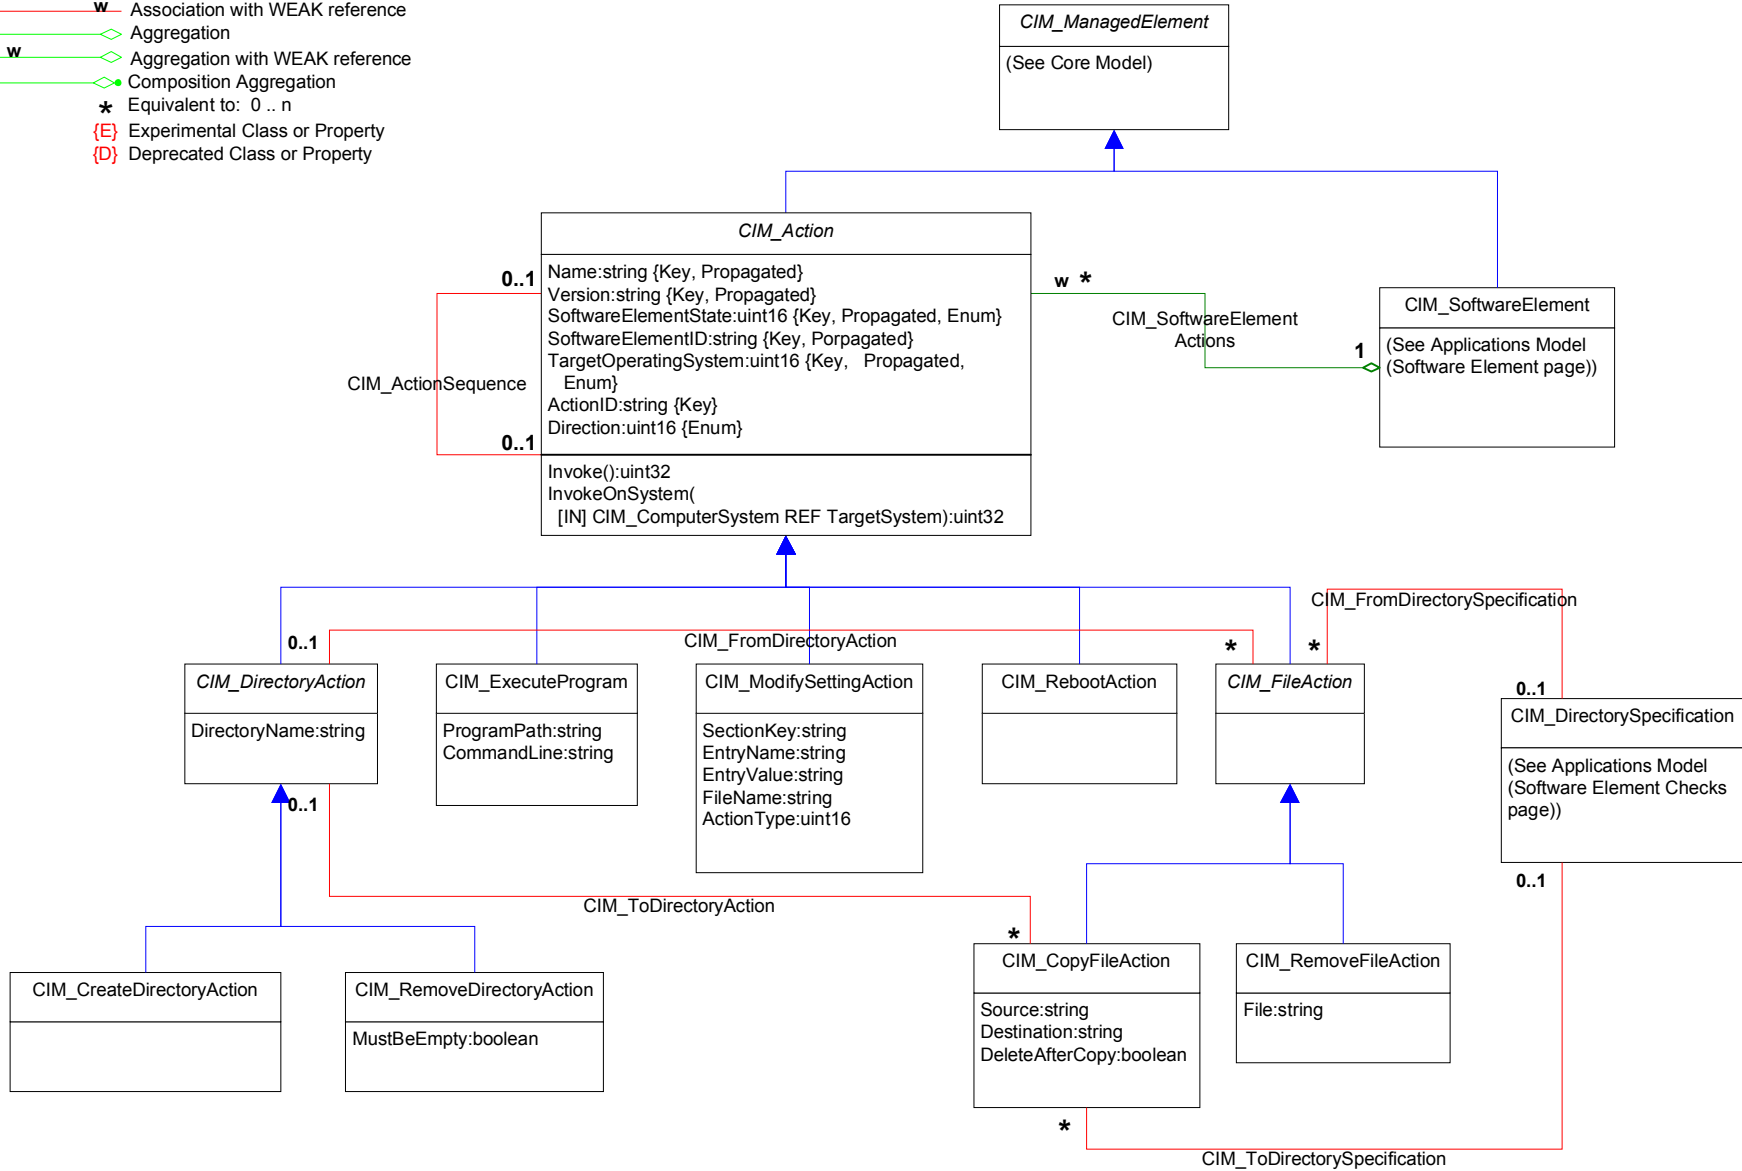 w Association with WEAK reference
Aggregation
w Aggregation with WEAK reference
Composition Aggregation
* Equivalent to: 0 .. n
{E} Experimental Class or Property
{D} Deprecated Class or Property
CIM_ManagedElement
(See Core Model)
CIM_Action
Name:string {Key, Propagated}
Version:string {Key, Propagated}
SoftwareElementState:uint16 {Key, Propagated, Enum}
SoftwareElementID:string {Key, Porpagated}
TargetOperatingSystem:uint16 {Key, Propagated,
Enum}
ActionID:string {Key}
Direction:uint16 {Enum}
Invoke():uint32
InvokeOnSystem(
[IN] CIM_ComputerSystem REF TargetSystem):uint32
0..1
CIM_ActionSequence
0..1
w *
CIM_SoftwareElement
Actions
1
CIM_SoftwareElement
(See Applications Model
(Software Element page))
0..1
CIM_FromDirectoryAction
*
*
CIM_FromDirectorySpecification
0..1
CIM_DirectoryAction
DirectoryName:string
CIM_ExecuteProgram
ProgramPath:string
CommandLine:string
CIM_ModifySettingAction
SectionKey:string
EntryName:string
EntryValue:string
FileName:string
ActionType:uint16
CIM_RebootAction
CIM_FileAction
CIM_DirectorySpecification
(See Applications Model
(Software Element Checks
page))
0..1
0..1
CIM_ToDirectoryAction
*
CIM_CreateDirectoryAction
CIM_RemoveDirectoryAction
MustBeEmpty:boolean
CIM_CopyFileAction
Source:string
Destination:string
DeleteAfterCopy:boolean
CIM_RemoveFileAction
File:string
*
CIM_ToDirectorySpecification